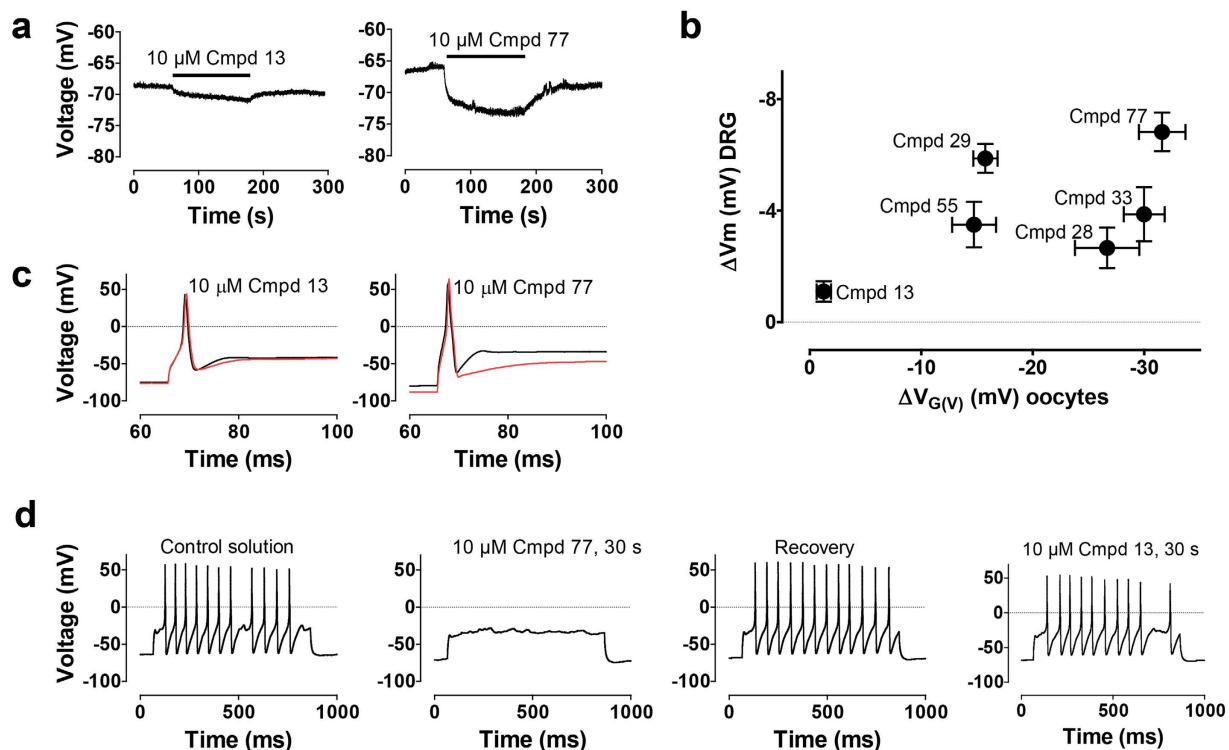 a
10 µM Cmpd 13
Voltage (mV)
-60
-65
-70
-75
-80
0
100
200
300
Time (s)
10 µM Cmpd 77
-60
-65
-70
-75
-80
0
100
200
300
Time (s)
b
ΔVm (mV) DRG
-8
-4
0
Cmpd 77
Cmpd 29
Cmpd 55
Cmpd 33
Cmpd 28
Cmpd 13
0
-10
-20
-30
ΔVG(V) (mV) oocytes
c
10 µM Cmpd 13
Voltage (mV)
50
0
-50
-100
60
80
100
Time (ms)
10 µM Cmpd 77
50
0
-50
-100
60
80
100
Time (ms)
d
Control solution
Voltage (mV)
50
0
-50
-100
0
500
1000
Time (ms)
10 µM Cmpd 77, 30 s
50
0
-50
-100
0
500
1000
Time (ms)
Recovery
50
0
-50
-100
0
500
1000
Time (ms)
10 µM Cmpd 13, 30 s
50
0
-50
-100
0
500
1000
Time (ms)